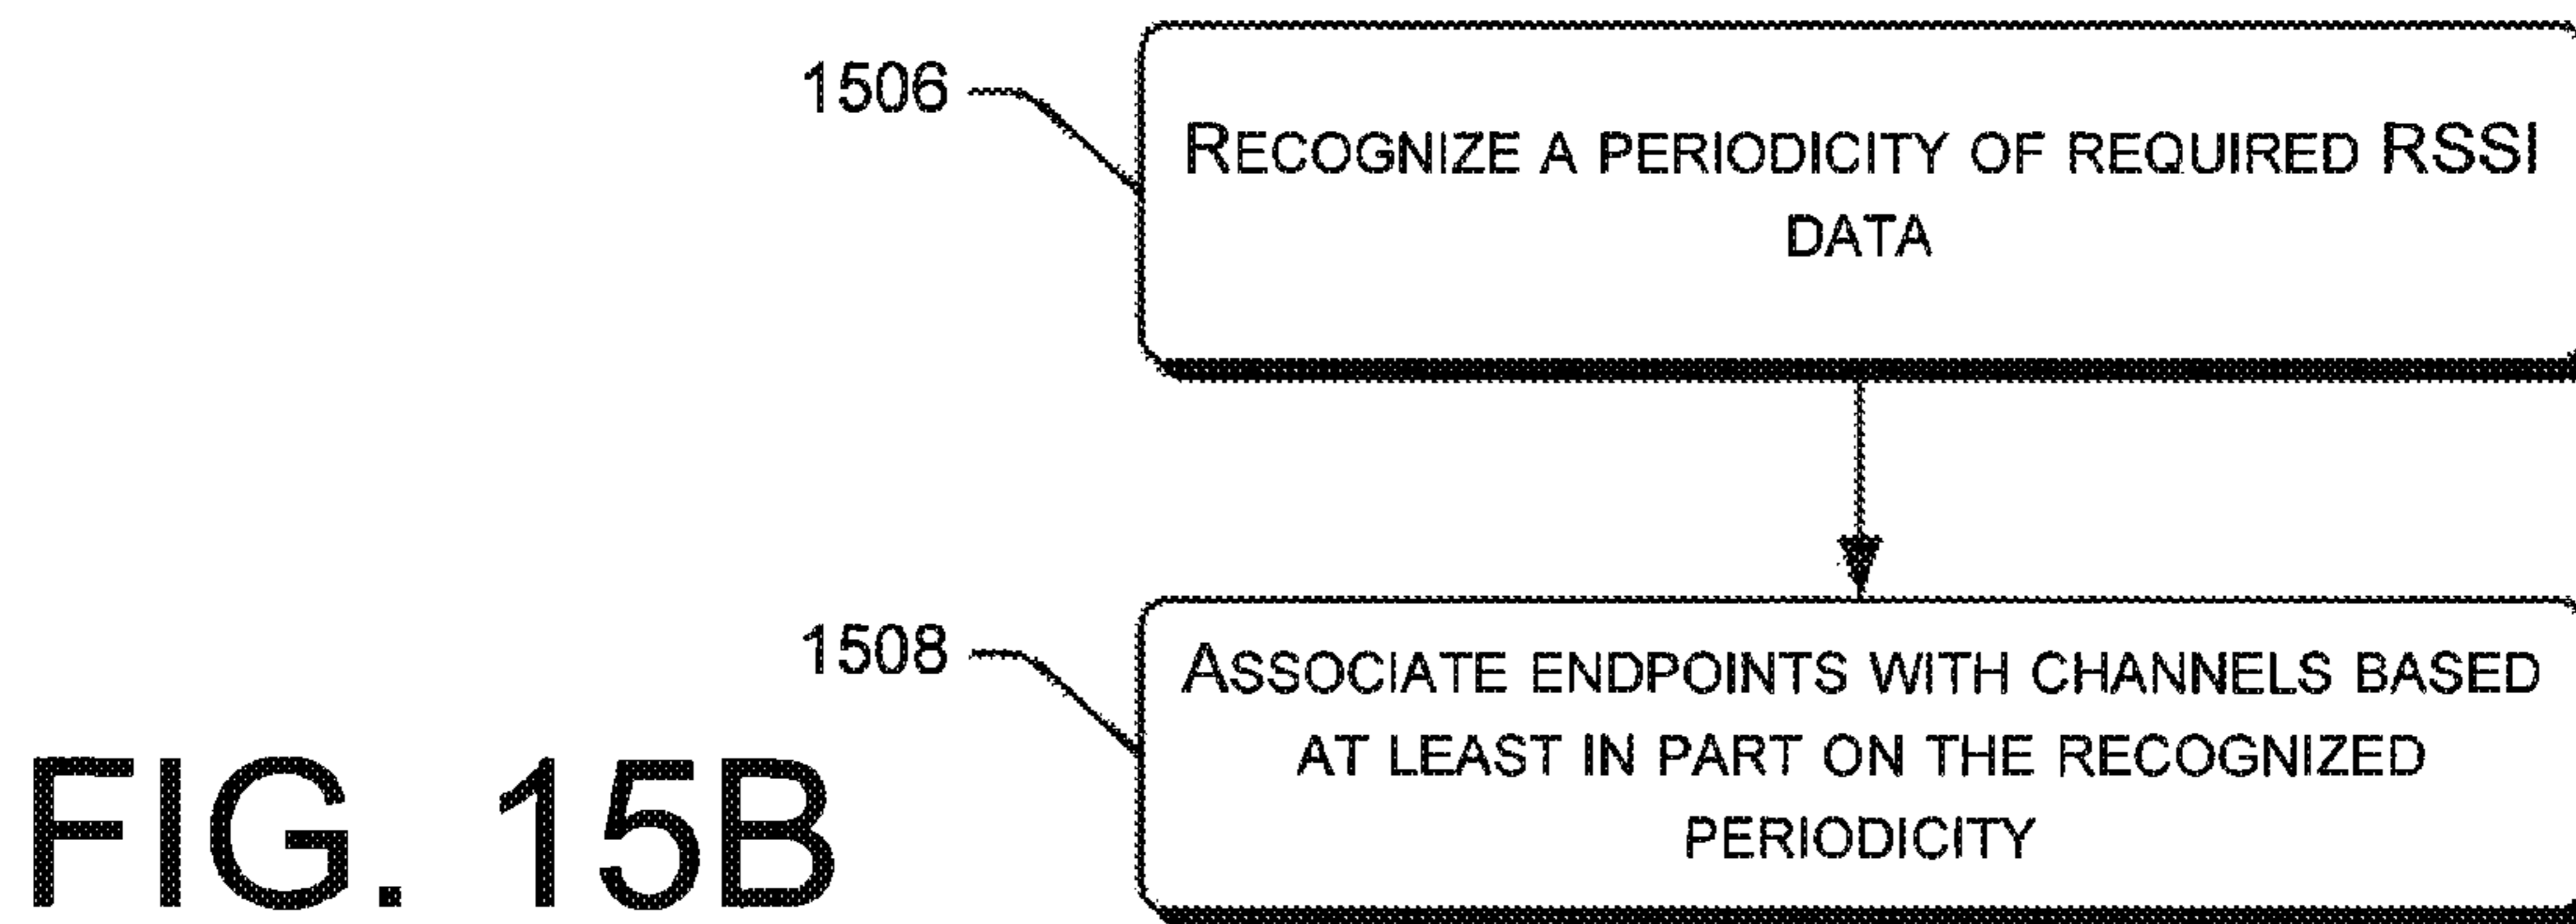 1506
RECOGNIZE A PERIODICITY OF REQUIRED RSSI
DATA
1508
ASSOCIATE ENDPOINTS WITH CHANNELS BASED
AT LEAST IN PART ON THE RECOGNIZED
PERIODICITY
FIG. 15B